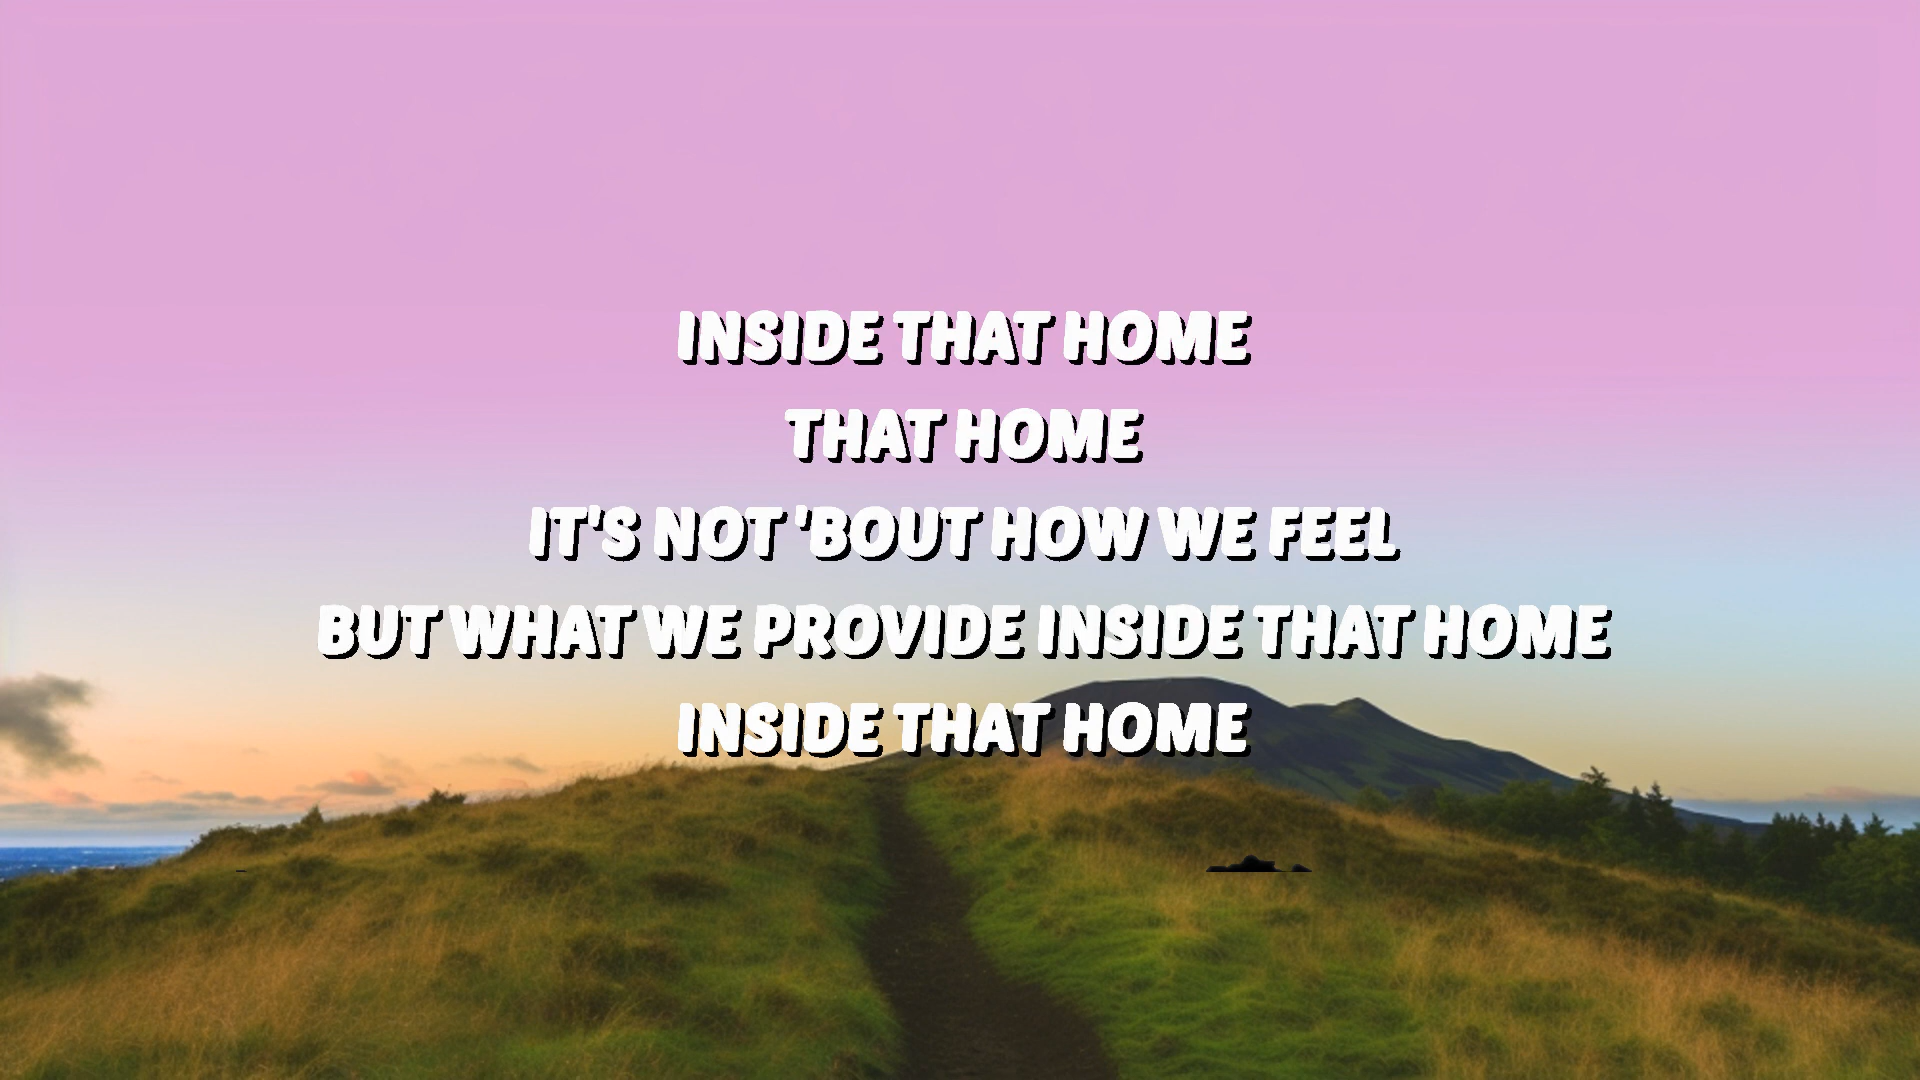 INSIDE THAT HOME
THAT HOME
IT'S NOT 'BOUT HOW WE FEEL
BUT WHAT WE PROVIDE INSIDE THAT HOME
INSIDE THAT HOME